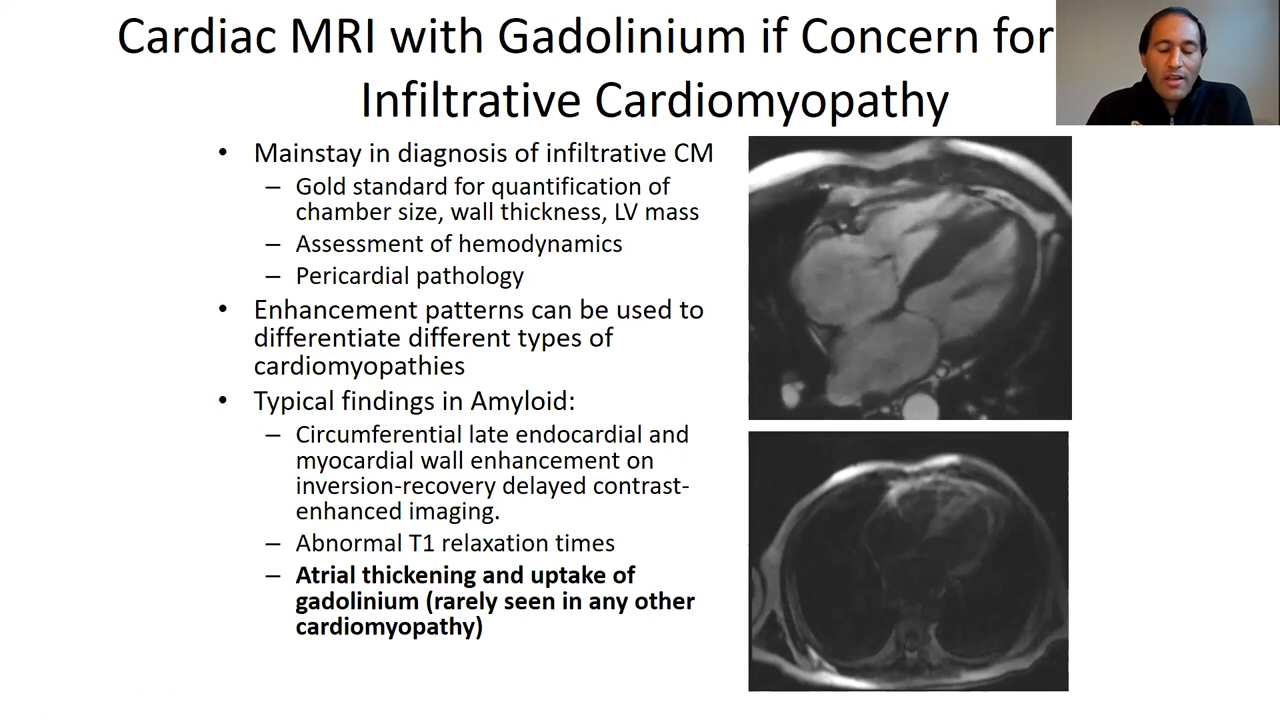 Cardiac MRI with Gadolinium if Concern for
Infiltrative Cardiomyopathy
• Mainstay in diagnosis of infiltrative CM
– Gold standard for quantification of
chamber size, wall thickness, LV mass
– Assessment of hemodynamics
– Pericardial pathology
• Enhancement patterns can be used to
differentiate different types of
cardiomyopathies
• Typical findings in Amyloid:
– Circumferential late endocardial and
myocardial wall enhancement on
inversion-recovery delayed contrast-
enhanced imaging.
– Abnormal T1 relaxation times
– Atrial thickening and uptake of
gadolinium (rarely seen in any other
cardiomyopathy)